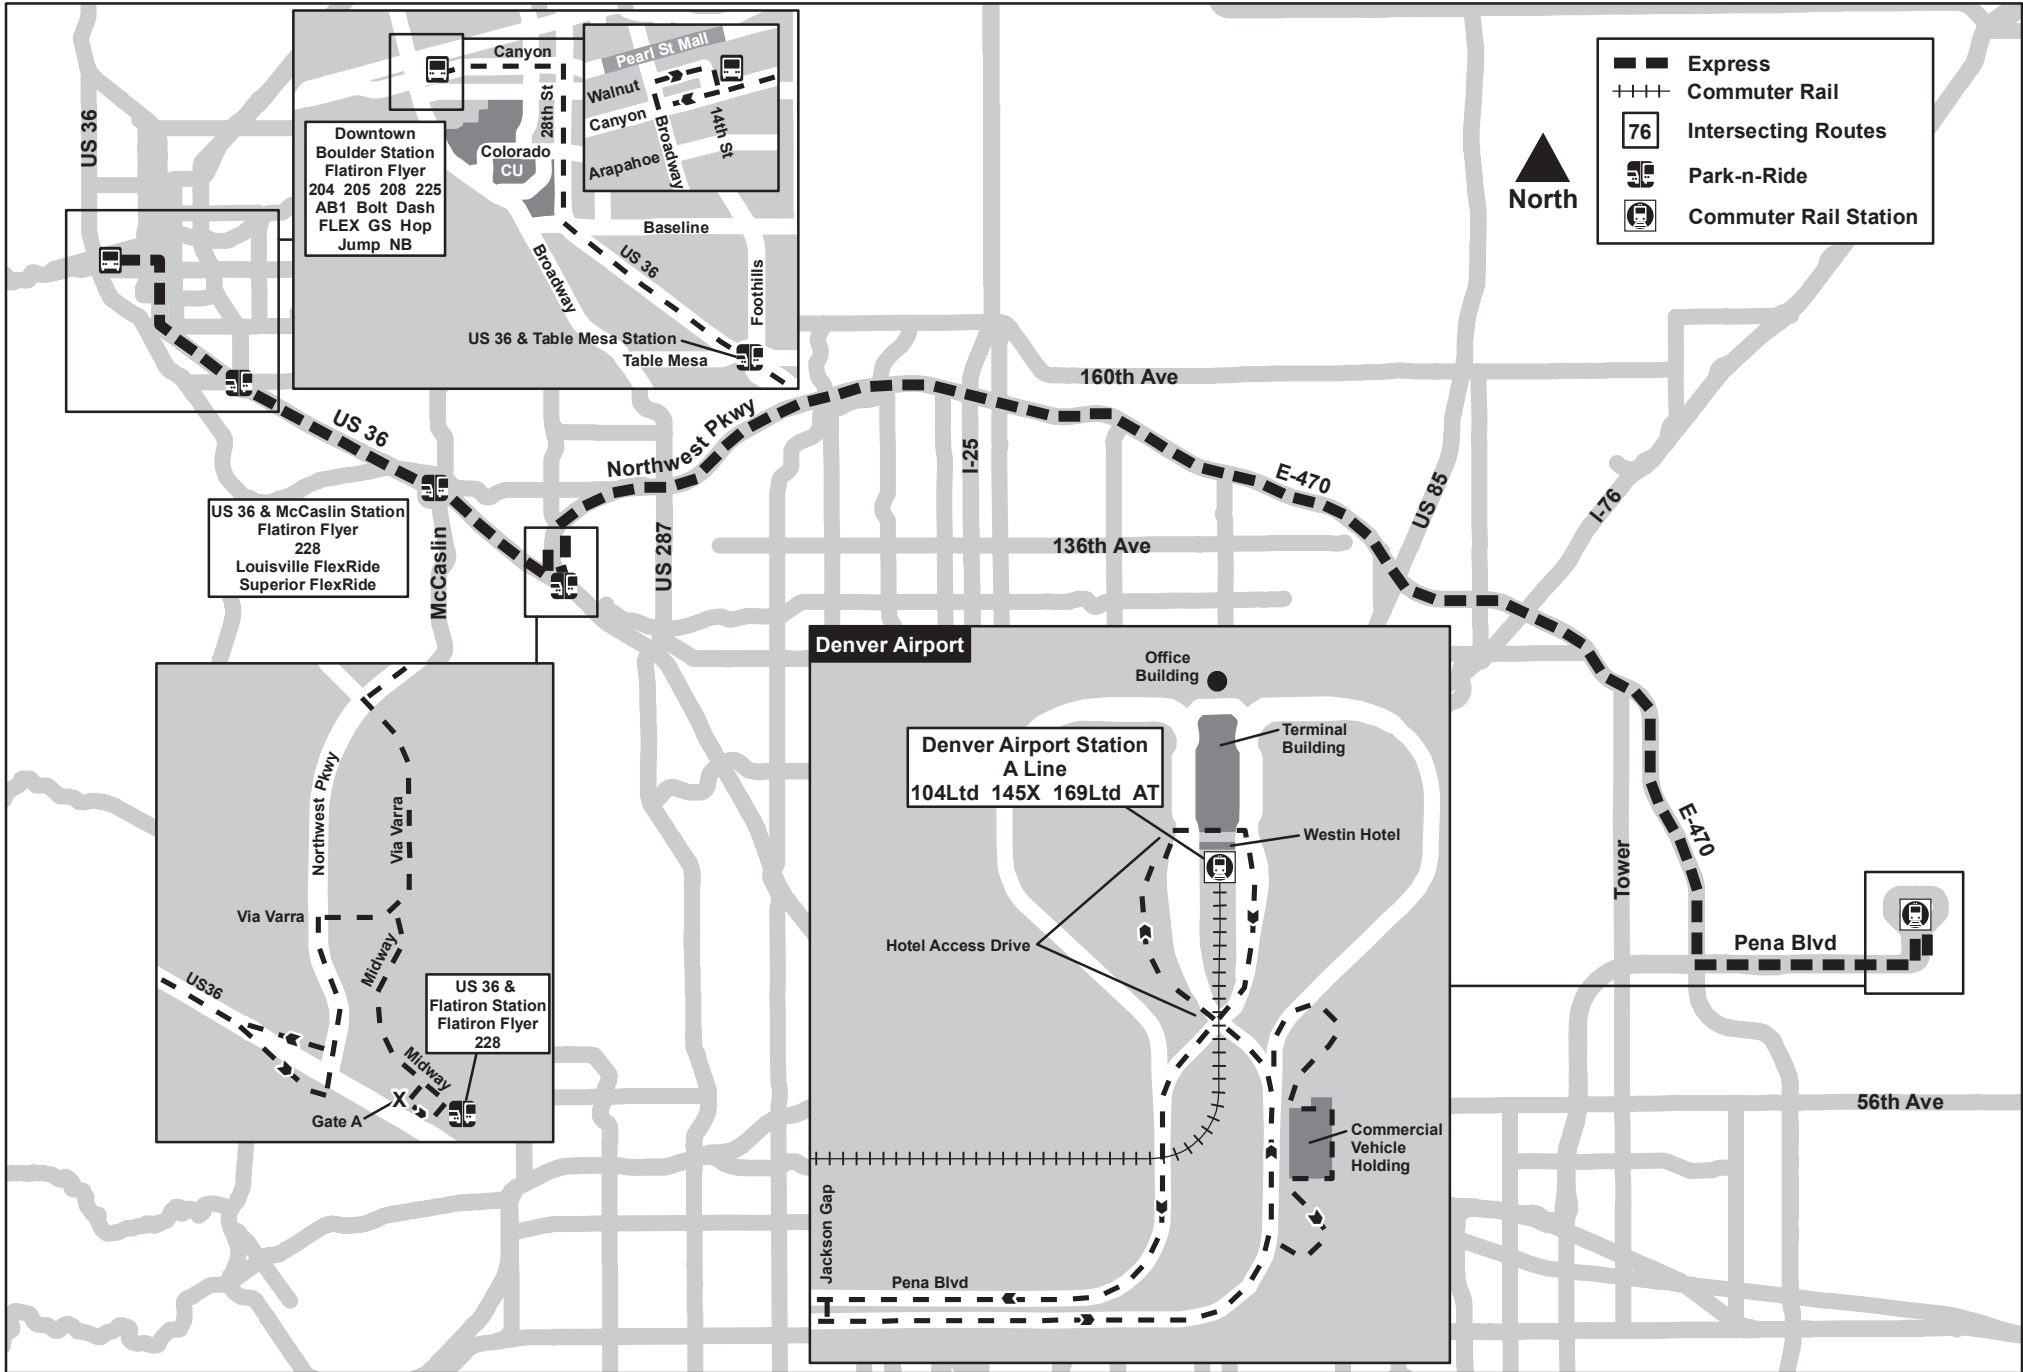 Express
Commuter Rail
76 Intersecting Routes
Park-n-Ride
Commuter Rail Station
North
US 36
Canyon
28th St
Colorado
CU
Downtown
Boulder Station
Flatiron Flyer
204 205 208 225
AB1 Bolt Dash
FLEX GS Hop
Jump NB
Pearl St Mall
Walnut
Canyon
Broadway
14th St
Arapahoe
Baseline
US 36
Broadway
Foothills
US 36 & Table Mesa Station
Table Mesa
US 36
Northwest Pkwy
160th Ave
I-25
E-470
US 85
I-76
136th Ave
US 287
McCaslin
US 36 & McCaslin Station
Flatiron Flyer
228
Louisville FlexRide
Superior FlexRide
Northwest Pkwy
Via Varra
Via Varra
Midway
US36
US 36 &
Flatiron Station
Flatiron Flyer
228
Midway
X
Gate A
Denver Airport
Office
Building
Terminal
Building
Denver Airport Station
A Line
104Ltd 145X 169Ltd AT
Westin Hotel
Hotel Access Drive
Commercial
Vehicle
Holding
Jackson Gap
Pena Blvd
Tower
E-470
Pena Blvd
56th Ave